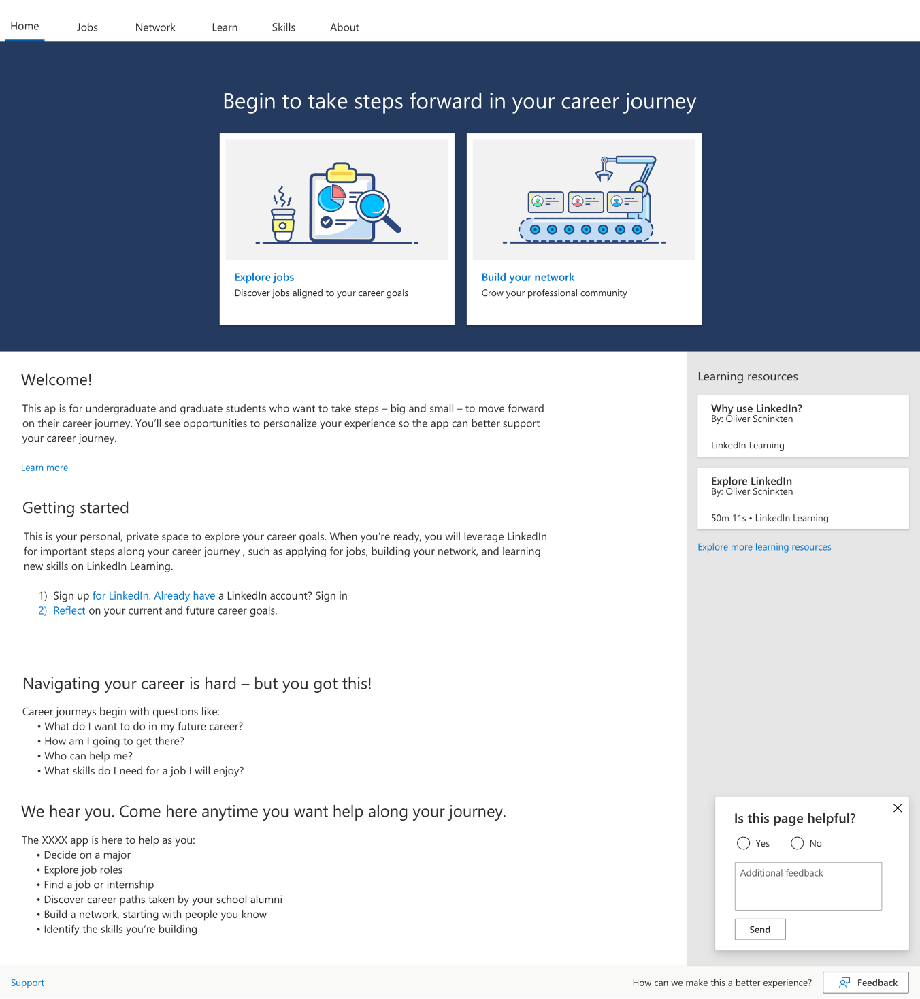 Home Jobs Network Learn Skills About
Begin to take steps forward in your career journey
Explore jobs
Discover jobs aligned to your career goals
Build your network
Grow your professional community
Welcome!
This ap is for undergraduate and graduate students who want to take steps – big and small – to move forward
on their career journey. You’ll see opportunities to personalize your experience so the app can better support
your career journey.
Learn more
Getting started
This is your personal, private space to explore your career goals. When you’re ready, you will leverage LinkedIn
for important steps along your career journey , such as applying for jobs, building your network, and learning
new skills on LinkedIn Learning.
1) Sign up for LinkedIn. Already have a LinkedIn account? Sign in
2) Reflect on your current and future career goals.
Navigating your career is hard – but you got this!
Career journeys begin with questions like:
• What do I want to do in my future career?
• How am I going to get there?
• Who can help me?
• What skills do I need for a job I will enjoy?
We hear you. Come here anytime you want help along your journey.
The XXXX app is here to help as you:
• Decide on a major
• Explore job roles
• Find a job or internship
• Discover career paths taken by your school alumni
• Build a network, starting with people you know
• Identify the skills you’re building
Learning resources
Why use LinkedIn?
By: Oliver Schinkten
LinkedIn Learning
Explore LinkedIn
By: Oliver Schinkten
50m 11s • LinkedIn Learning
Explore more learning resources
Is this page helpful?
Yes No
Additional feedback
Send
Support
How can we make this a better experience? Feedback